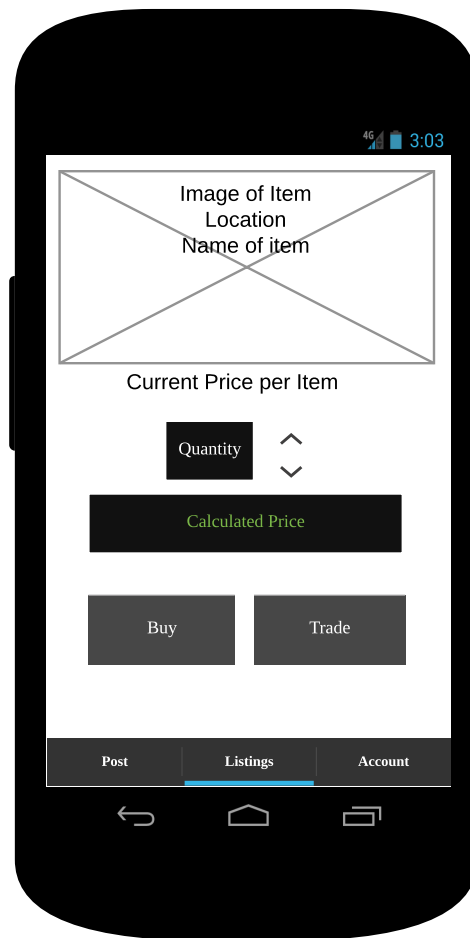 4G 3:03
Image of Item
Location
Name of item
Current Price per Item
Quantity
Calculated Price
Buy Trade
Post Listings Account